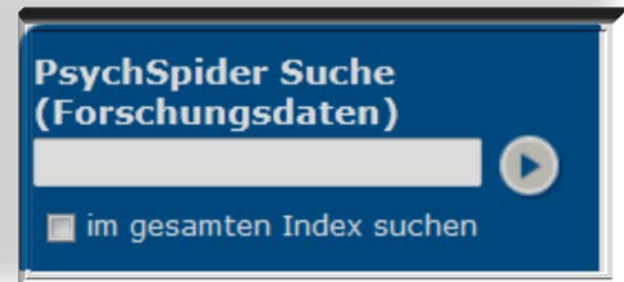 PsychSpider Suche
(Forschungsdaten)
im gesamten Index suchen